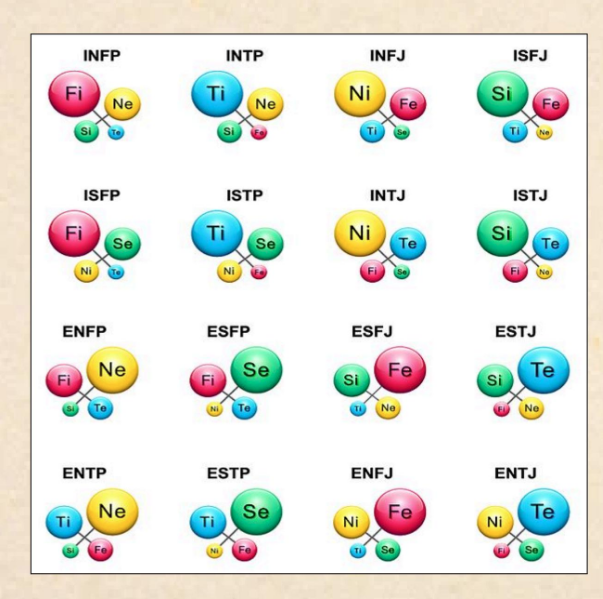 INFP INTP INFJ ISFJ
Fi Ne Ti Ne Ni Fe Si Fe
Si Te Si Fe Ti Se Ti Ne
ISFP ISTP INTJ ISTJ
Fi Se Ti Se Ni Te Si Te
Ni Te Ni Fe Fi Se Fi Ne
ENFP ESFP ESFJ ESTJ
Fi Ne Fi Se Si Fe Si Te
Si Te Ni Te Ti Ne Fi Ne
ENTP ESTP ENFJ ENTJ
Ti Ne Ti Se Ni Fe Ni Te
Si Fe Ni Fe Ti Se Fi Se